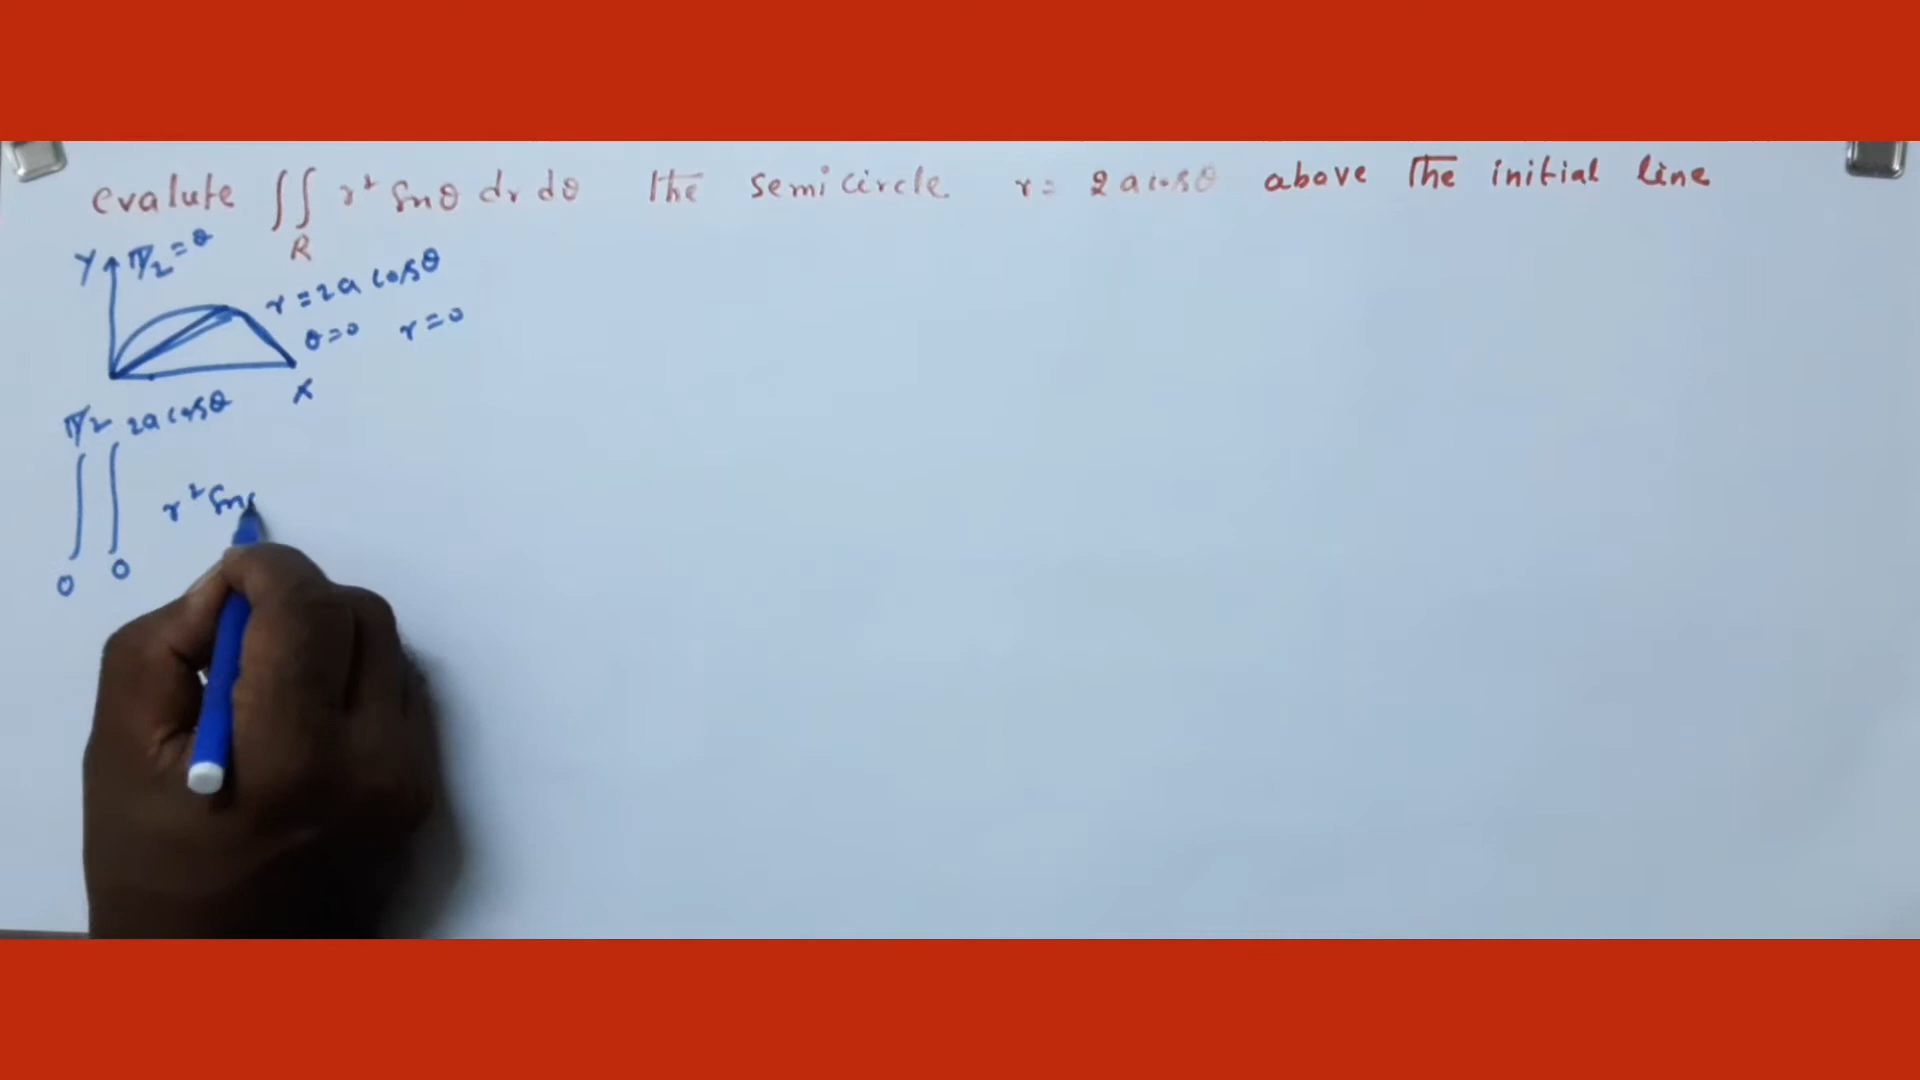 evalute ∫∫ r² Sinθ dr dθ the semicircle r= 2acosθ above the initial line
R
Y π/2 = θ
r = 2a cosθ
θ=0 r=0
X
π/2 2a cosθ
∫ ∫ r² Sin
0 0